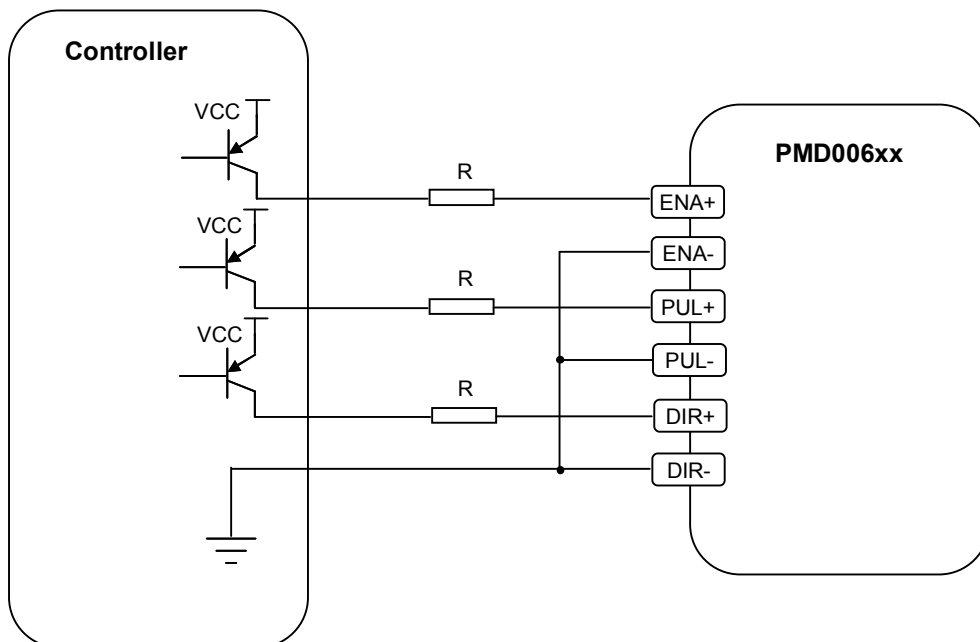 Controller
VCC
VCC
VCC
R
R
R
PMD006xx
ENA+
ENA-
PUL+
PUL-
DIR+
DIR-